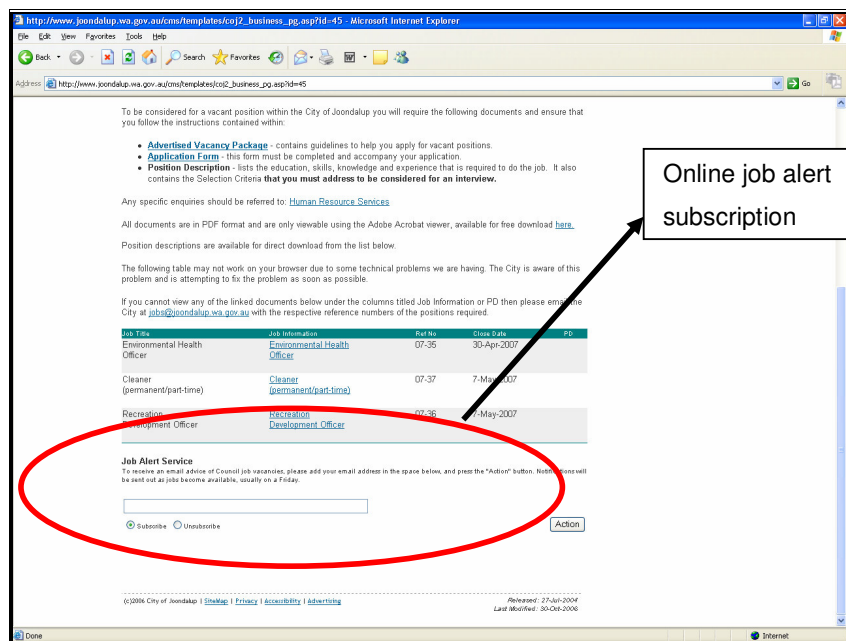 http://www.joondalup.wa.gov.au/cms/templates/coj2_business_pg.asp?id=45 - Microsoft Internet Explorer
File Edit View Favorites Tools Help
Back Search Favorites
Address http://www.joondalup.wa.gov.au/cms/templates/coj2_business_pg.asp?id=45 Go
To be considered for a vacant position within the City of Joondalup you will require the following documents and ensure that
you follow the instructions contained within:
• Advertised Vacancy Package - contains guidelines to help you apply for vacant positions.
• Application Form - this form must be completed and accompany your application.
• Position Description - lists the education, skills, knowledge and experience that is required to do the job. It also
contains the Selection Criteria that you must address to be considered for an interview.
Any specific enquiries should be referred to: Human Resource Services
All documents are in PDF format and are only viewable using the Adobe Acrobat viewer, available for free download here.
Position descriptions are available for direct download from the list below.
The following table may not work on your browser due to some technical problems we are having. The City is aware of this
problem and is attempting to fix the problem as soon as possible.
If you cannot view any of the linked documents below under the columns titled Job Information or PD then please email the
City at jobs@joondalup.wa.gov.au with the respective reference numbers of the positions required.
Online job alert
subscription
Job Title Job Information Ref No Close Date PD
Environmental Health Environmental Health 07-35 30-Apr-2007
Officer Officer
Cleaner Cleaner 07-37 7-May-2007
(permanent/part-time) (permanent/part-time)
Recreation Recreation 07-36 7-May-2007
Development Officer Development Officer
Job Alert Service
To receive an email advice of Council job vacancies, please add your email address in the space below, and press the "Action" button. Notifications will
be sent out as jobs become available, usually on a Friday.
Subscribe Unsubscribe Action
(c)2006 City of Joondalup | SiteMap | Privacy | Accessibility | Advertising Released: 27-Jul-2004
Last Modified: 30-Oct-2006
Done Internet